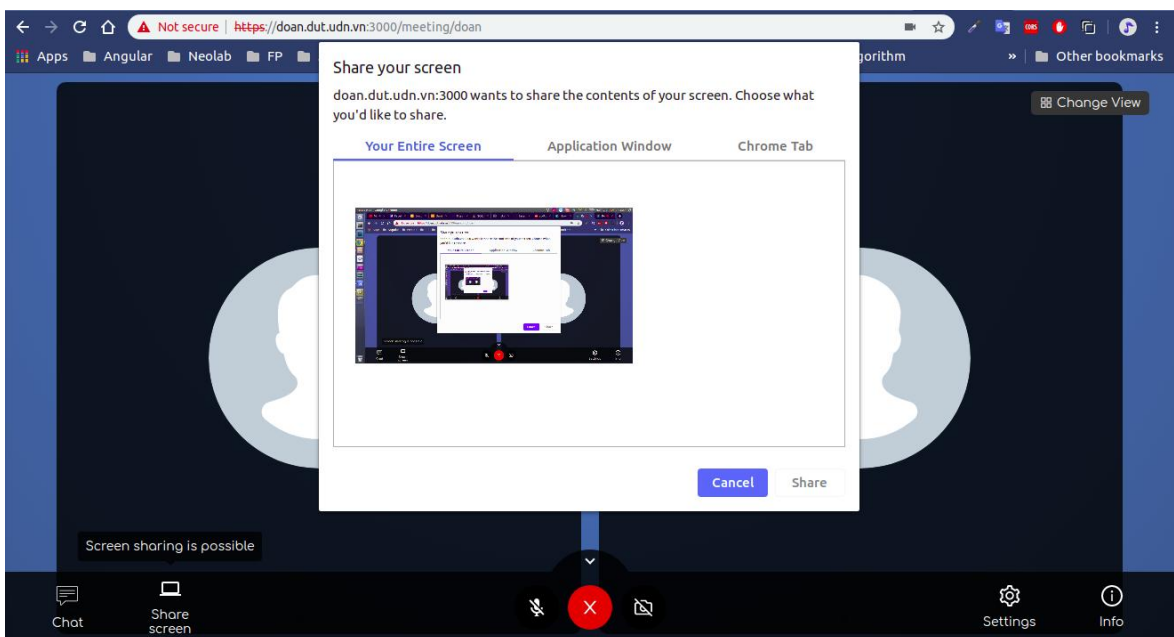 Not secure | https://doan.dut.udn.vn:3000/meeting/doan
CORS
Apps Angular Neolab FP
gorithm
» Other bookmarks
Share your screen
doan.dut.udn.vn:3000 wants to share the contents of your screen. Choose what
you'd like to share.
Your Entire Screen Application Window Chrome Tab
Change View
Cancel Share
Screen sharing is possible
Chat
Share
screen
Settings
Info